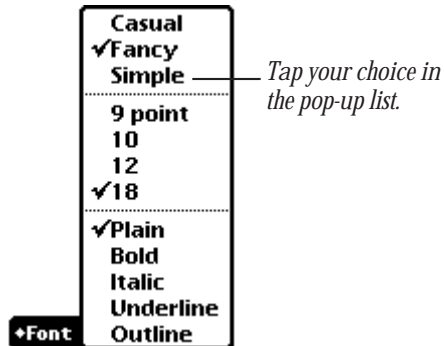 Casual
✓Fancy
Simple
Tap your choice in
the pop-up list.
9 point
10
12
✓18
✓Plain
Bold
Italic
Underline
Outline
◆Font